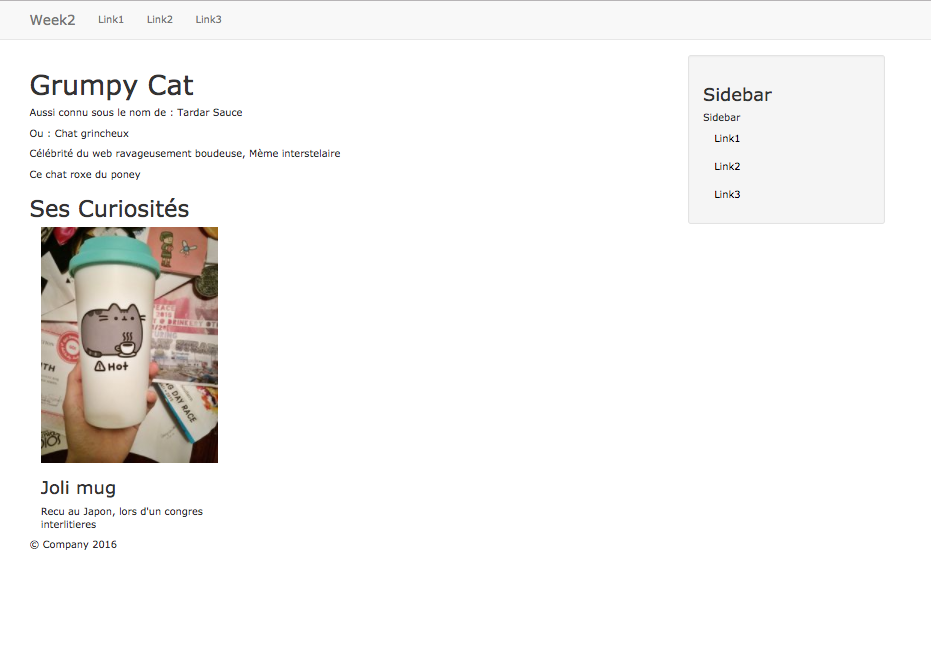 Week2 Link1 Link2 Link3
Grumpy Cat
Aussi connu sous le nom de : Tardar Sauce
Ou : Chat grincheux
Célébrité du web ravageusement boudeuse, Mème interstelaire
Ce chat roxe du poney
Ses Curiosités
Hot
DAY RACE
Joli mug
Recu au Japon, lors d'un congres
interlitieres
© Company 2016
Sidebar
Sidebar
Link1
Link2
Link3